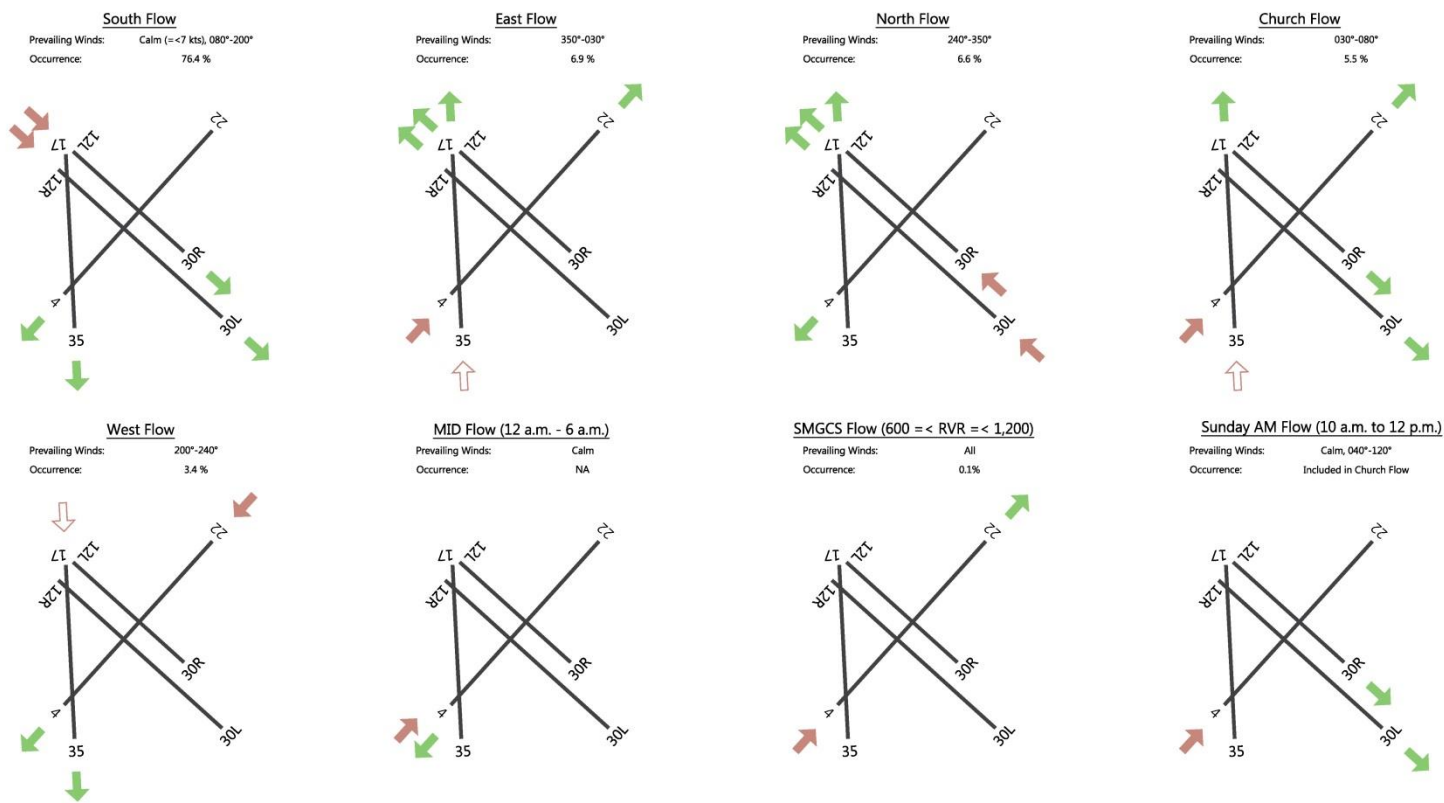 South Flow
Prevailing Winds: Calm (=<7 kts), 080°-200°
Occurrence: 76.4 %
17
12L
12R
22
30R
30L
4
35
East Flow
Prevailing Winds: 350°-030°
Occurrence: 6.9 %
17
12L
12R
22
30R
30L
4
35
North Flow
Prevailing Winds: 240°-350°
Occurrence: 6.6 %
17
12L
12R
22
30R
30L
4
35
Church Flow
Prevailing Winds: 030°-080°
Occurrence: 5.5 %
17
12L
12R
22
30R
30L
4
35
West Flow
Prevailing Winds: 200°-240°
Occurrence: 3.4 %
17
12L
12R
22
30R
30L
4
35
MID Flow (12 a.m. - 6 a.m.)
Prevailing Winds: Calm
Occurrence: NA
17
12L
12R
22
30R
30L
4
35
SMGCS Flow (600 =< RVR =< 1,200)
Prevailing Winds: All
Occurrence: 0.1%
17
12L
12R
22
30R
30L
4
35
Sunday AM Flow (10 a.m. to 12 p.m.)
Prevailing Winds: Calm, 040°-120°
Occurrence: Included in Church Flow
17
12L
12R
22
30R
30L
4
35